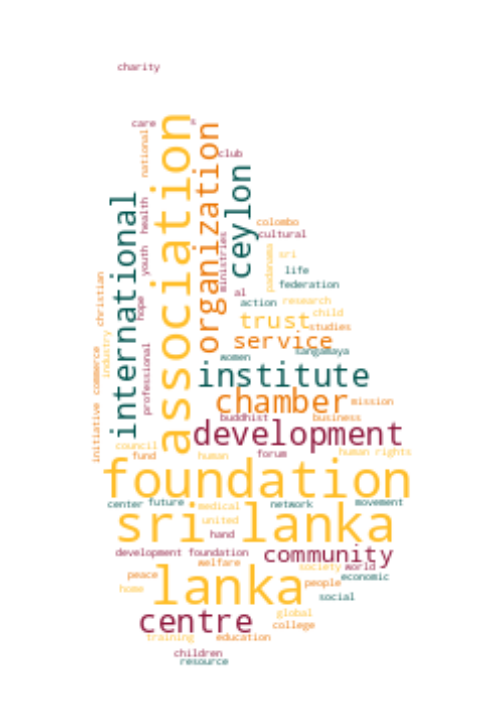 charity
care
s
national
association
organization
club
ceylon
international
health
youth
hope
ministries
colombo
cultural
padanama
sri
life
federation
al
action
research
christian
child
trust
studies
service
industry
commerce
initiative
professional
women
sangamaya
institute
chamber
mission
buddhist
business
development
council
fund
human
forum
human rights
foundation
center
future
medical
network
movement
sri lanka
united
hand
development foundation
community
welfare
society
world
peace
economic
home
lanka
people
social
global
centre
college
training
education
children
resource